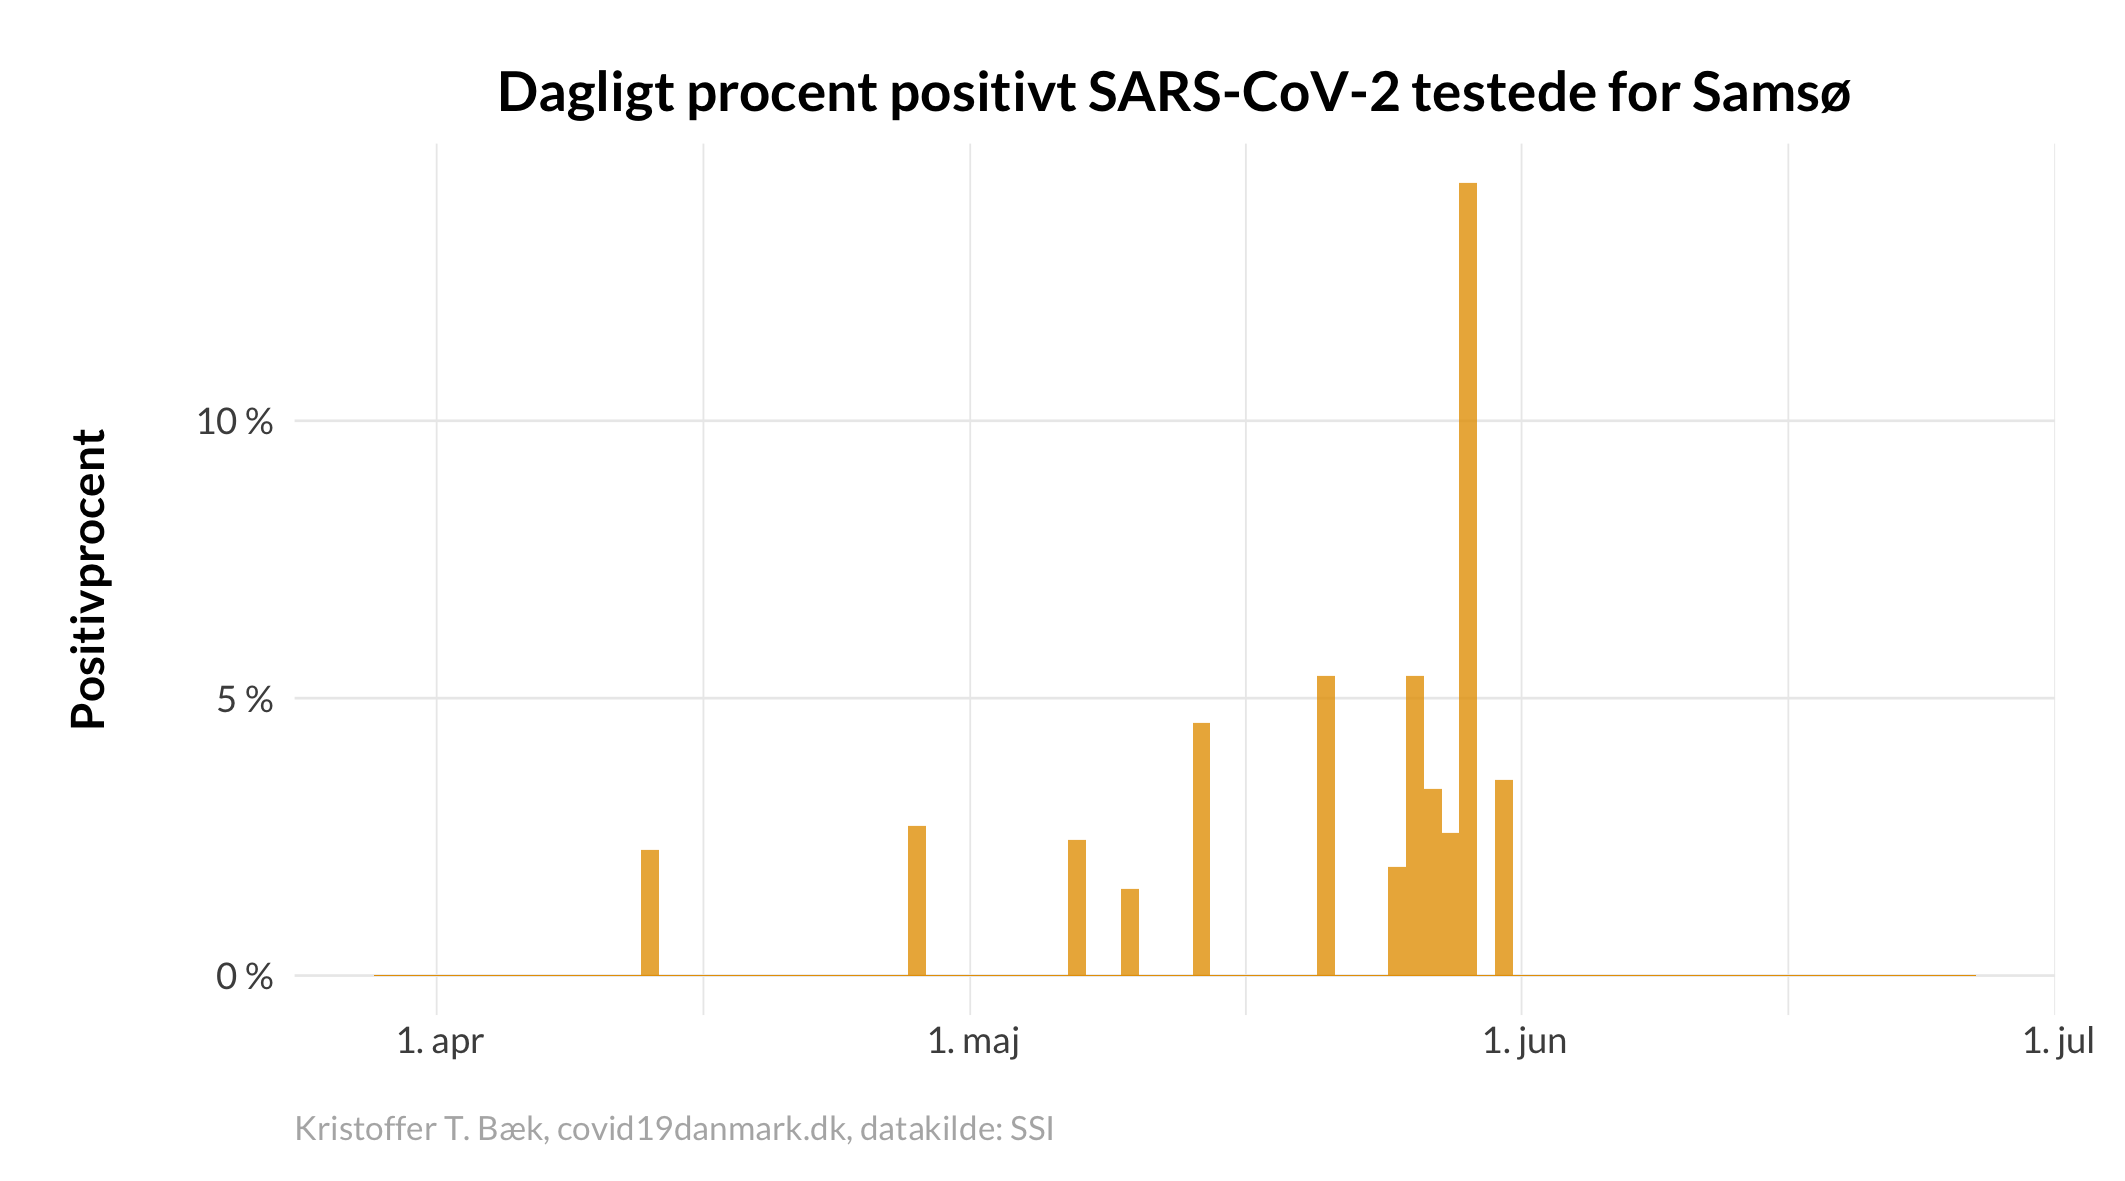 Dagligt procent positivt SARS-CoV-2 testede for Samsø
Positivprocent
10 %
5 %
0 %
1. apr
1. maj
1. jun
1. jul
Kristoffer T. Bæk, covid19danmark.dk, datakilde: SSI